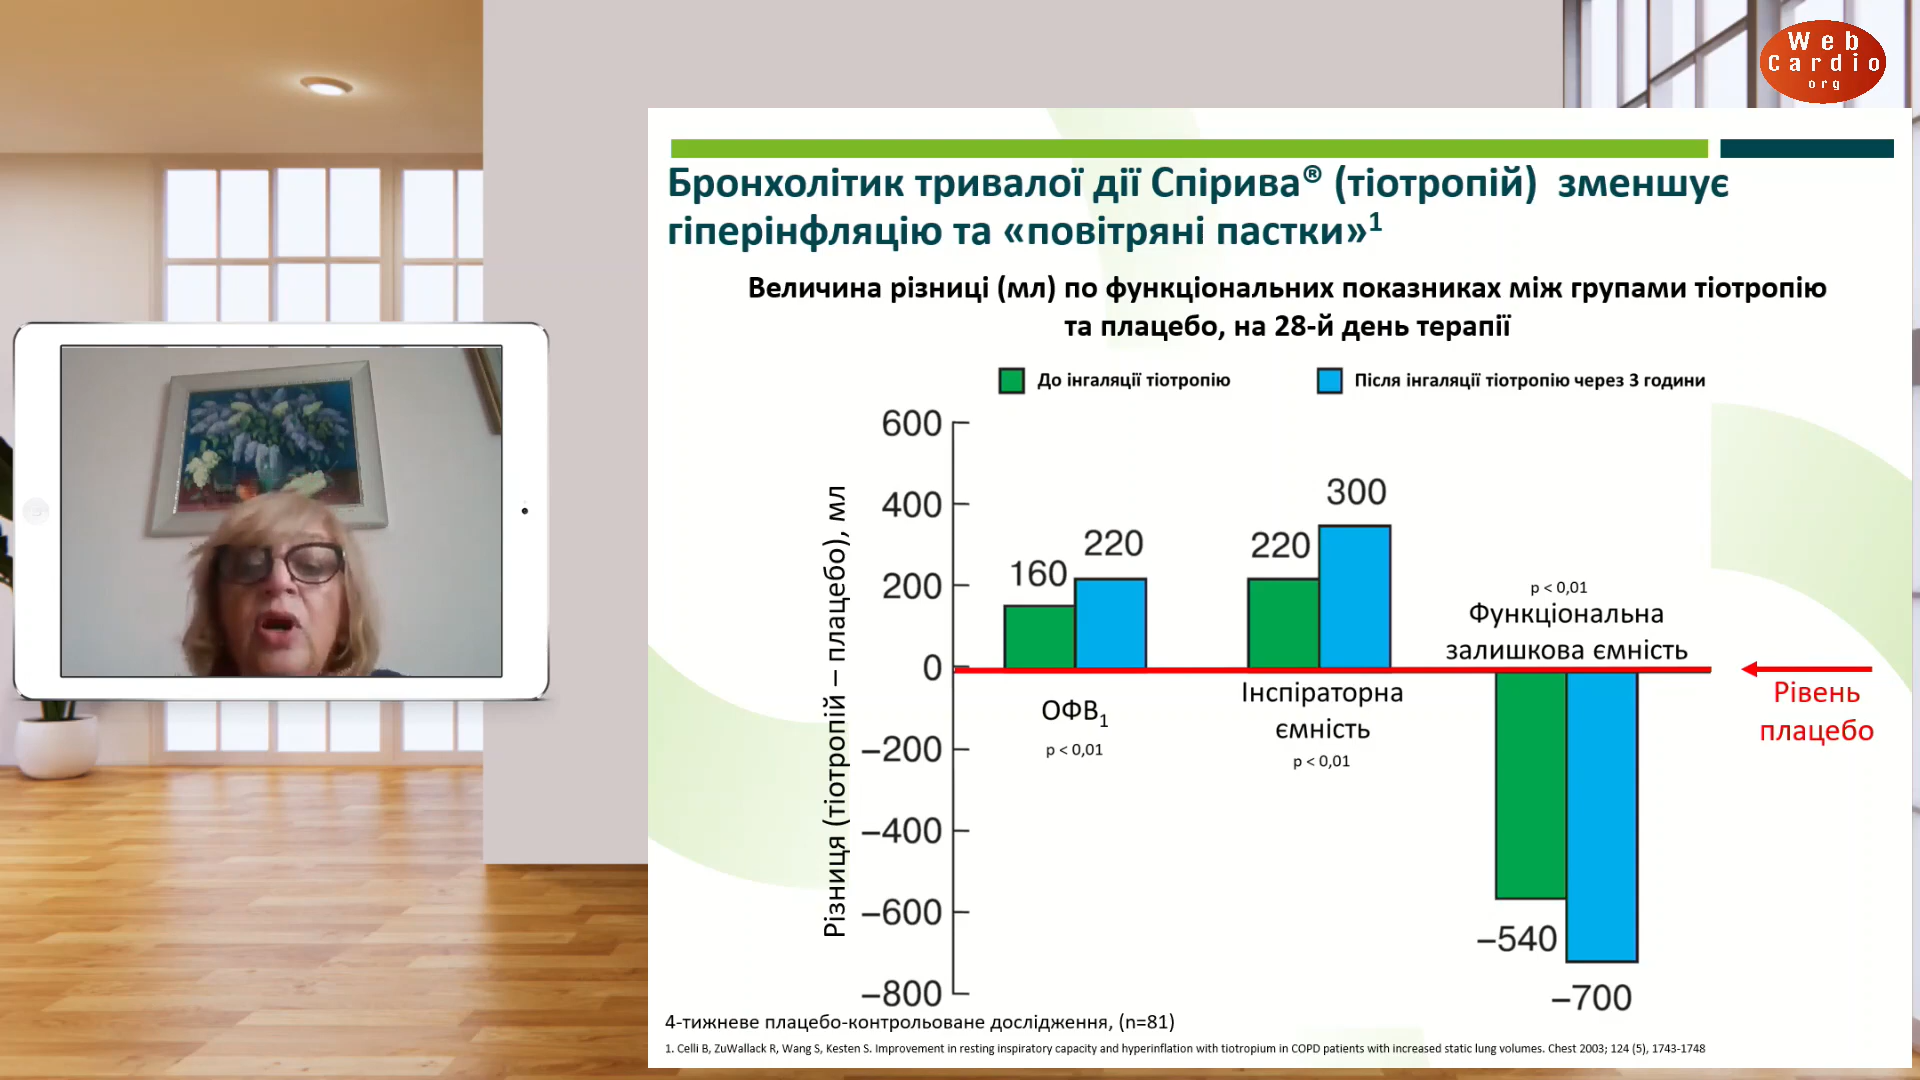 Web
Cardio
org
Бронхолітик тривалої дії Спірива® (тіотропій) зменшує
гіперінфляцію та «повітряні пастки»1
Величина різниці (мл) по функціональних показниках між групами тіотропію
та плацебо, на 28-й день терапії
До інгаляції тіотропію
Після інгаляції тіотропію через 3 години
Різниця (тіотропій – плацебо), мл
600
400
200
0
–200
–400
–600
–800
160
220
220
300
–540
–700
ОФВ1
p < 0,01
Інспіраторна
ємність
p < 0,01
p < 0,01
Функціональна
залишкова ємність
Рівень
плацебо
4-тижневе плацебо-контрольоване дослідження, (n=81)
1. Celli B, ZuWallack R, Wang S, Kesten S. Improvement in resting inspiratory capacity and hyperinflation with tiotropium in COPD patients with increased static lung volumes. Chest 2003; 124 (5), 1743-1748